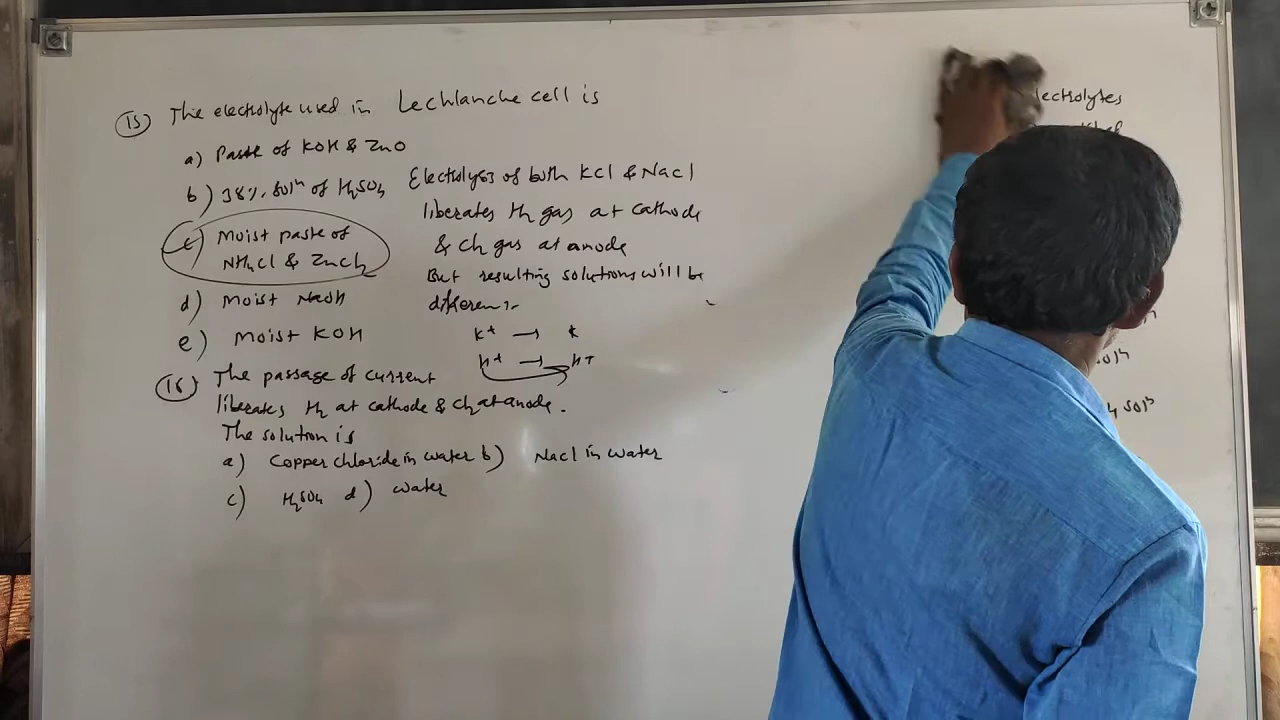 15) The electrolyte used in Lechlanche cell is
a) Paste of KOH & ZnO
b) 38%. solⁿ of H₂SO₄
c) Moist paste of
NH₄Cl & ZnCl₂
d) Moist NaOH
e) Moist KOH
Electrolysis of both KCl & NaCl
liberates H₂ gas at cathode
& Cl₂ gas at anode
But resulting solutions will be
different.
K⁺ → K
H⁺ → H⁺
16) The passage of current
liberates H₂ at cathode & Cl₂ at anode.
The solution is
a) Copper chloride in water b) NaCl in water
c) H₂SO₄ d) water
lectrolytes
solⁿ